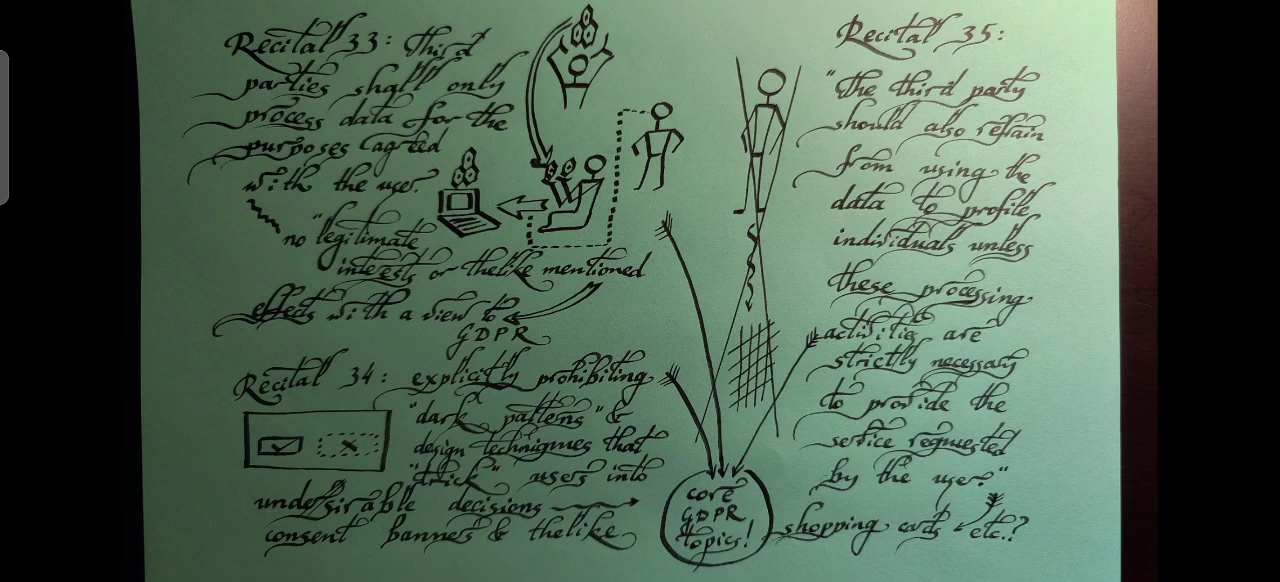 Recital 33: Third
parties shall only
process data for the
purposes agreed
with the user.
no "legitimate
interests or thelike mentioned
effects with a view to
GDPR
Recital 34: explicitly prohibiting
"dark patterns" &
design techniques that
"trick" users into
undesirable decisions
consent banners & thelike
core
GDPR
topics!
Recital 35:
"The third party
should also refrain
from using the
data to profile
individuals unless
these processing
activities are
strictly necessary
to provide the
service requested
by the user."
shopping carts etc.?